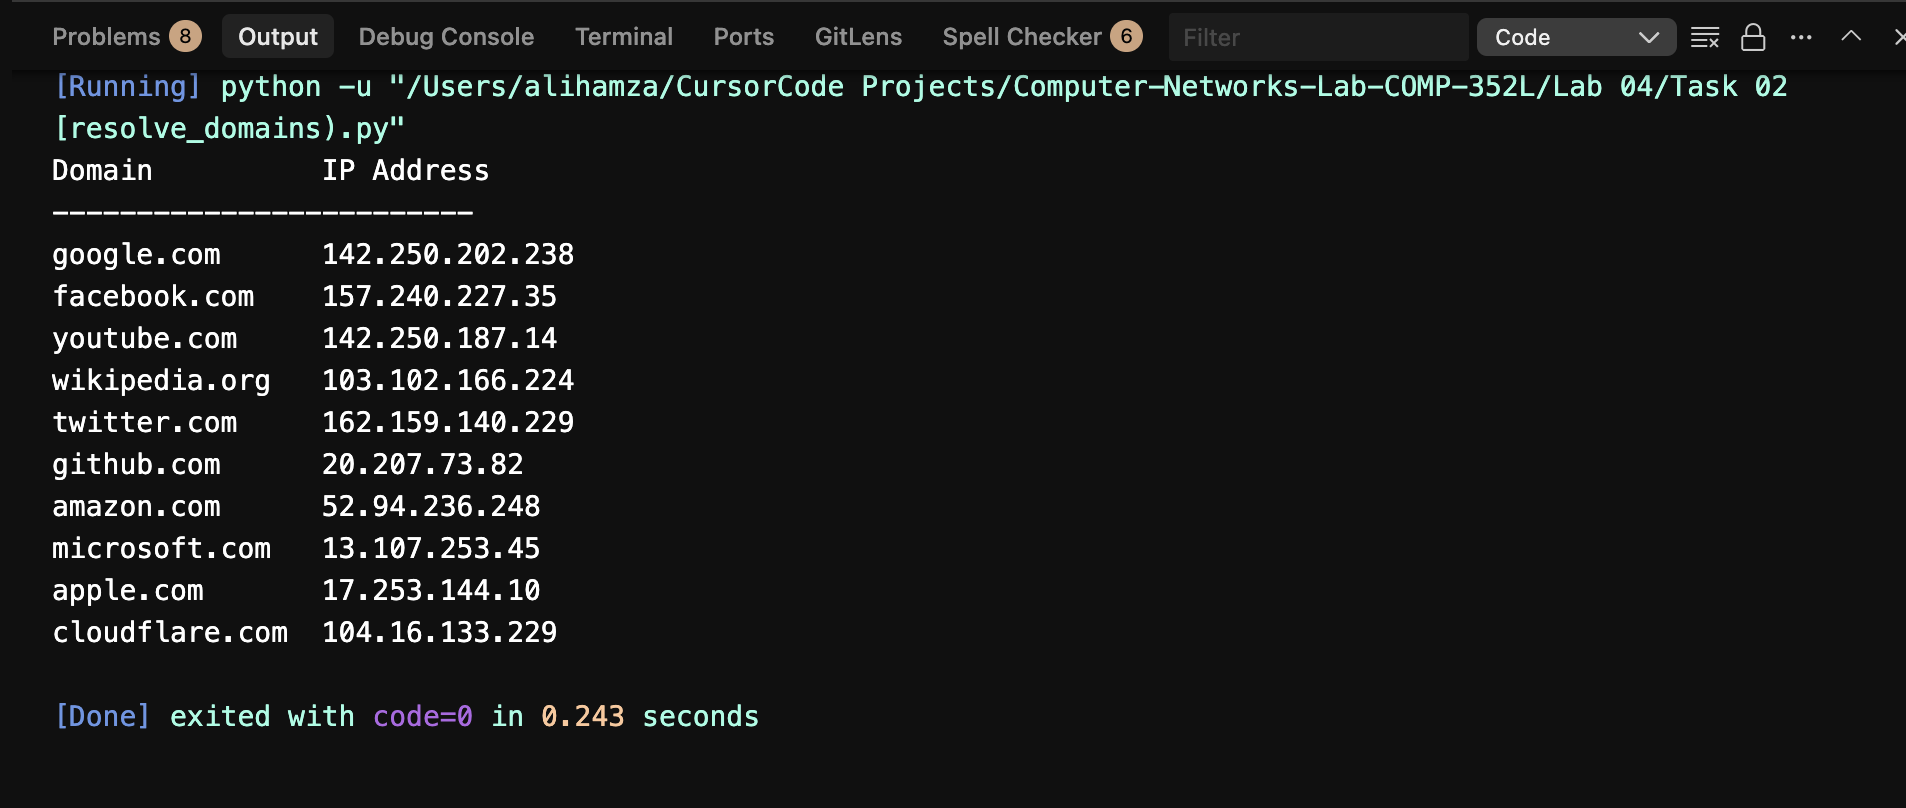 Problems 8 Output Debug Console Terminal Ports GitLens Spell Checker 6 Filter Code
[Running] python -u "/Users/alihamza/CursorCode Projects/Computer-Networks-Lab-COMP-352L/Lab 04/Task 02
[resolve_domains).py"
Domain IP Address
-------------------------
google.com 142.250.202.238
facebook.com 157.240.227.35
youtube.com 142.250.187.14
wikipedia.org 103.102.166.224
twitter.com 162.159.140.229
github.com 20.207.73.82
amazon.com 52.94.236.248
microsoft.com 13.107.253.45
apple.com 17.253.144.10
cloudflare.com 104.16.133.229
[Done] exited with code=0 in 0.243 seconds